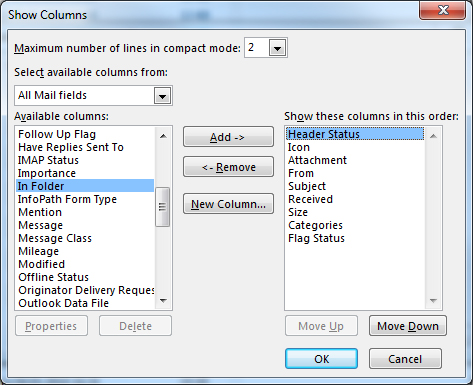 Show Columns
Maximum number of lines in compact mode: 2
Select available columns from:
All Mail fields
Available columns:
Follow Up Flag
Have Replies Sent To
IMAP Status
Importance
In Folder
InfoPath Form Type
Mention
Message
Message Class
Mileage
Modified
Offline Status
Originator Delivery Reques
Outlook Data File
Properties
Delete
Add ->
<- Remove
New Column...
Show these columns in this order:
Header Status
Icon
Attachment
From
Subject
Received
Size
Categories
Flag Status
Move Up
Move Down
OK
Cancel